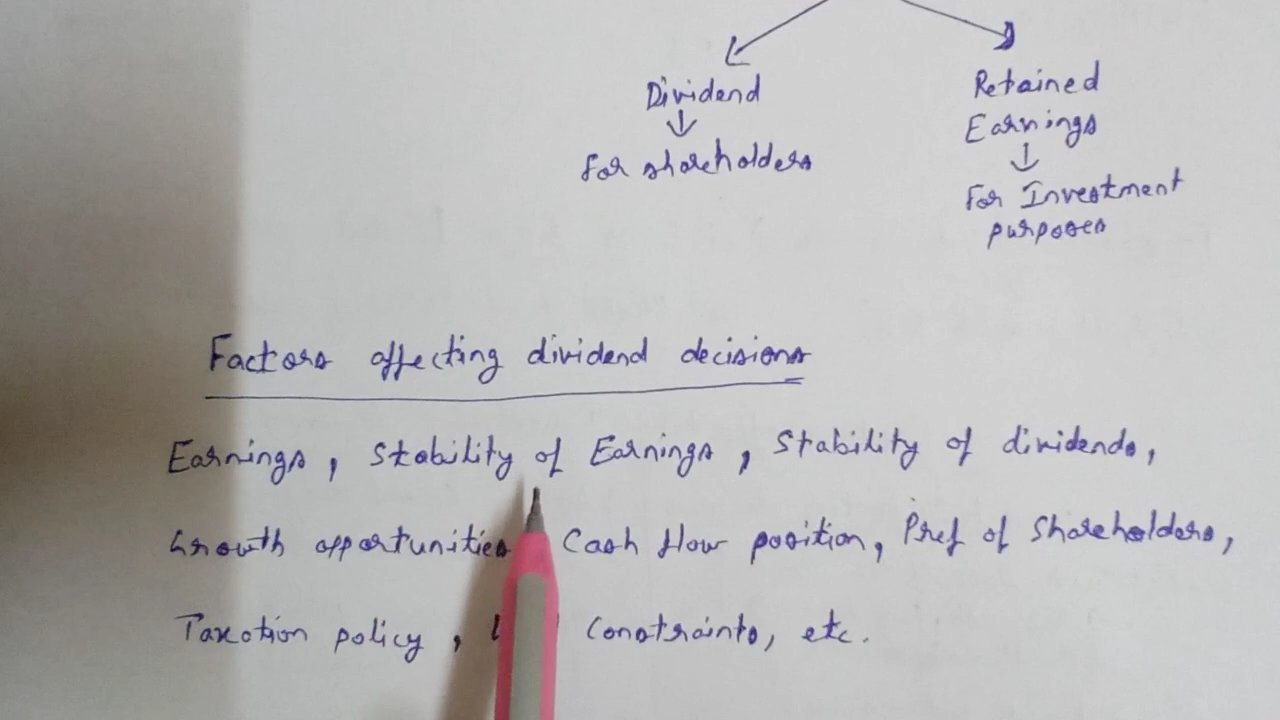 Dividend
Retained
Earnings
↓
↓
For shareholders
For Investment
purposes
Factors affecting dividend decisions
Earnings, Stability of Earnings, Stability of dividends,
Growth opportunities Cash flow position, Pref of Shareholders,
Taxation policy, Constraints, etc.